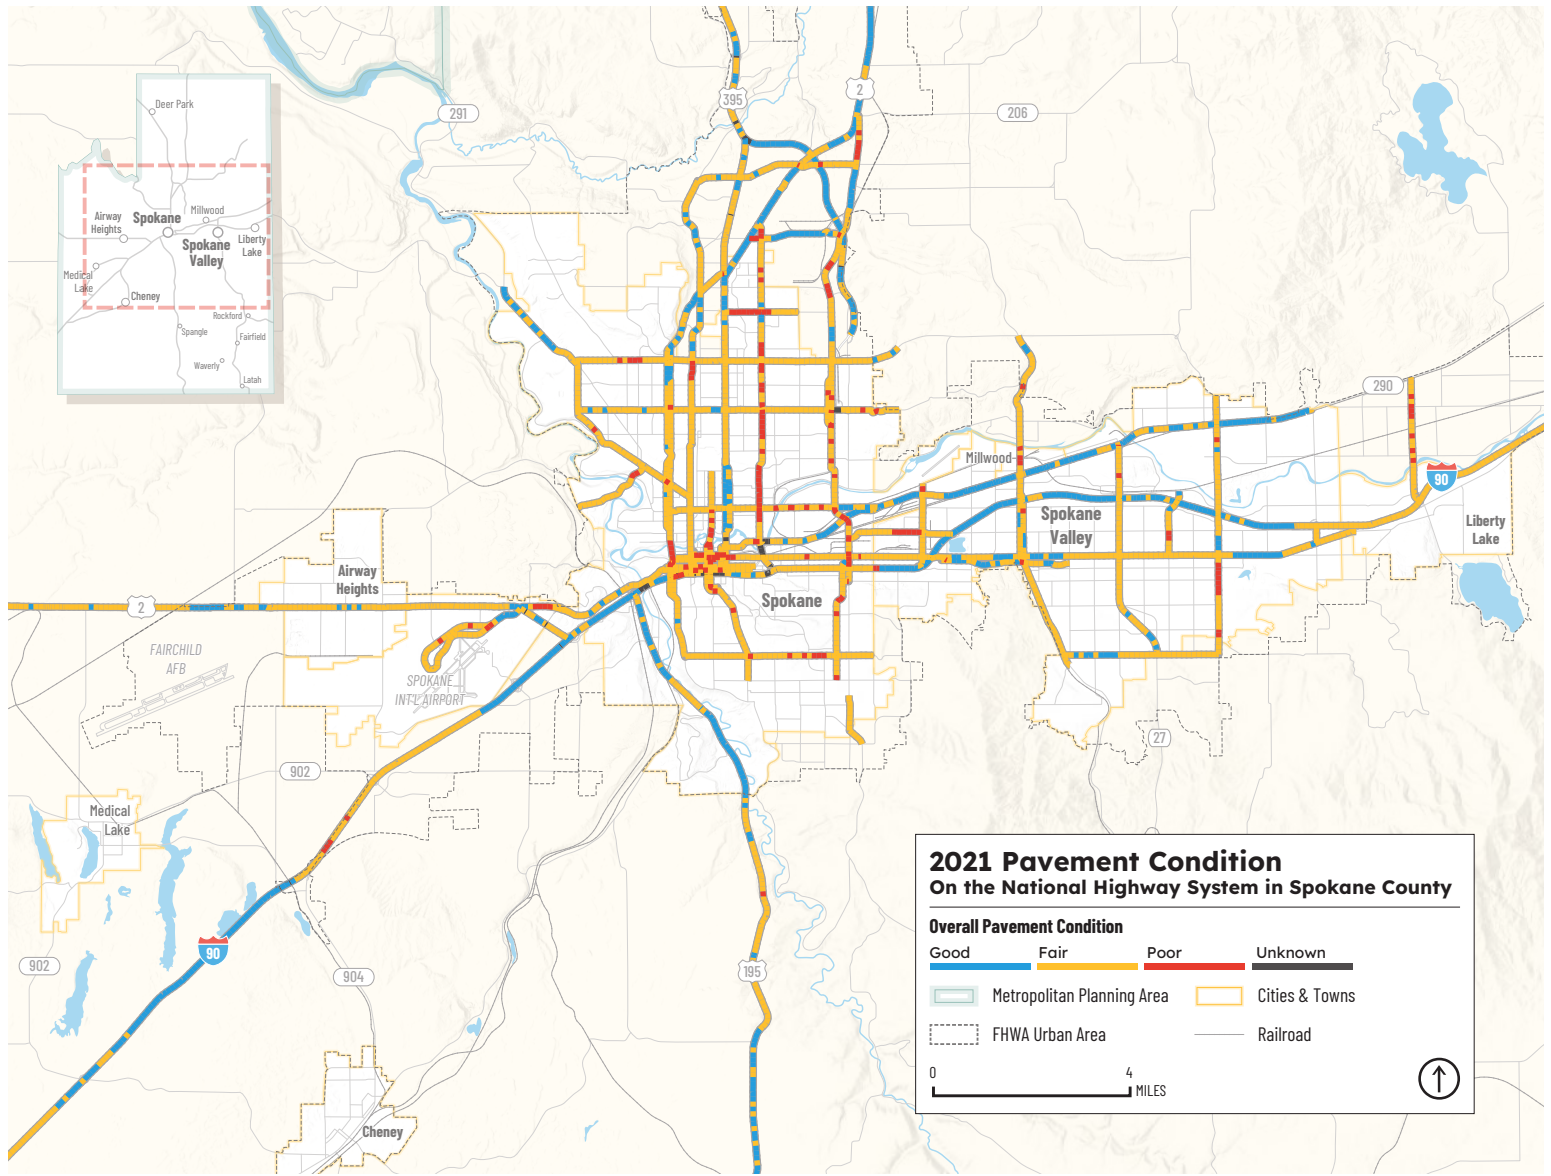 395
2
291
206
Deer Park
Airway
Heights
Spokane
Millwood
Spokane
Valley
Liberty
Lake
Medical
Lake
Cheney
Rockford
Spangle
Fairfield
Waverly
Latah
290
Millwood
90
Spokane
Valley
Liberty
Lake
Airway
Heights
2
Spokane
FAIRCHILD
AFB
SPOKANE
INT'L AIRPORT
27
902
Medical
Lake
90
902
904
195
Cheney
2021 Pavement Condition
On the National Highway System in Spokane County
Overall Pavement Condition
Good Fair Poor Unknown
Metropolitan Planning Area Cities & Towns
FHWA Urban Area Railroad
0 4
MILES